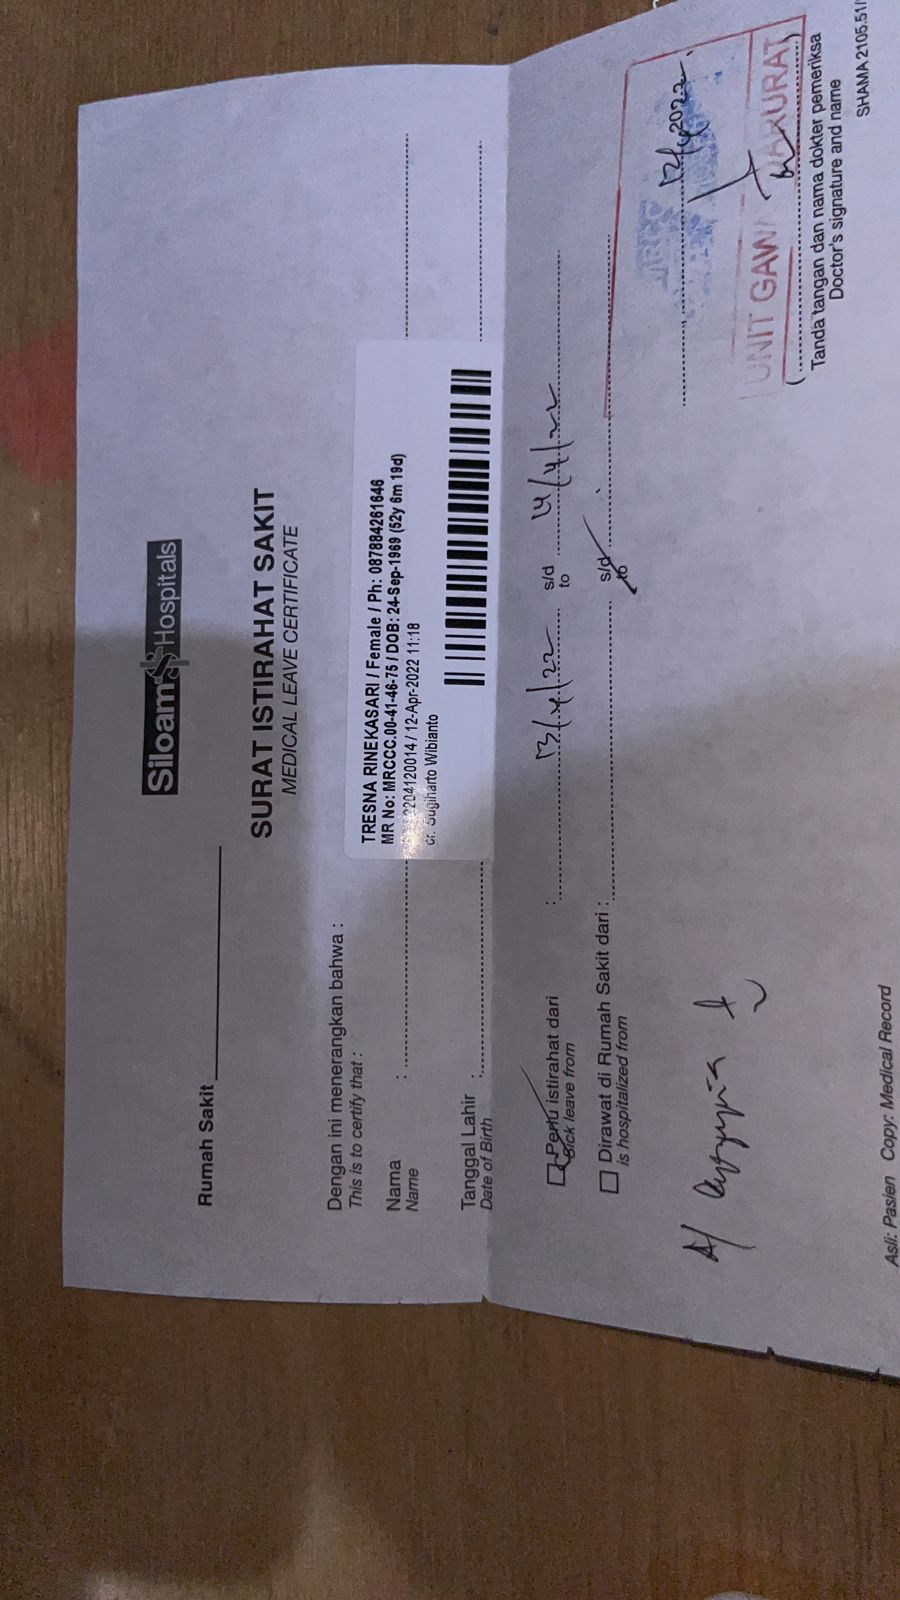 Siloam Hospitals
Rumah Sakit
SURAT ISTIRAHAT SAKIT
MEDICAL LEAVE CERTIFICATE
Dengan ini menerangkan bahwa :
This is to certify that :
TRESNA RINEKASARI / Female / Ph: 087884261646
MR No: MRCCC.00-41-46-75 / DOB: 24-Sep-1969 (52y 6m 19d)
2204120014 / 12-Apr-2022 11:18
dr. Sugiharto Wibianto
Nama :
Name
Tanggal Lahir :
Date of Birth
Perlu istirahat dari : 13/4/22 s/d 14/4/22
Sick leave from to
Dirawat di Rumah Sakit dari : s/d
is hospitalized from to
12/4 2022
UNIT GAWAT DARURAT
Tanda tangan dan nama dokter pemeriksa
Doctor's signature and name
Asli: Pasien Copy: Medical Record
SHAMA 2105.51/